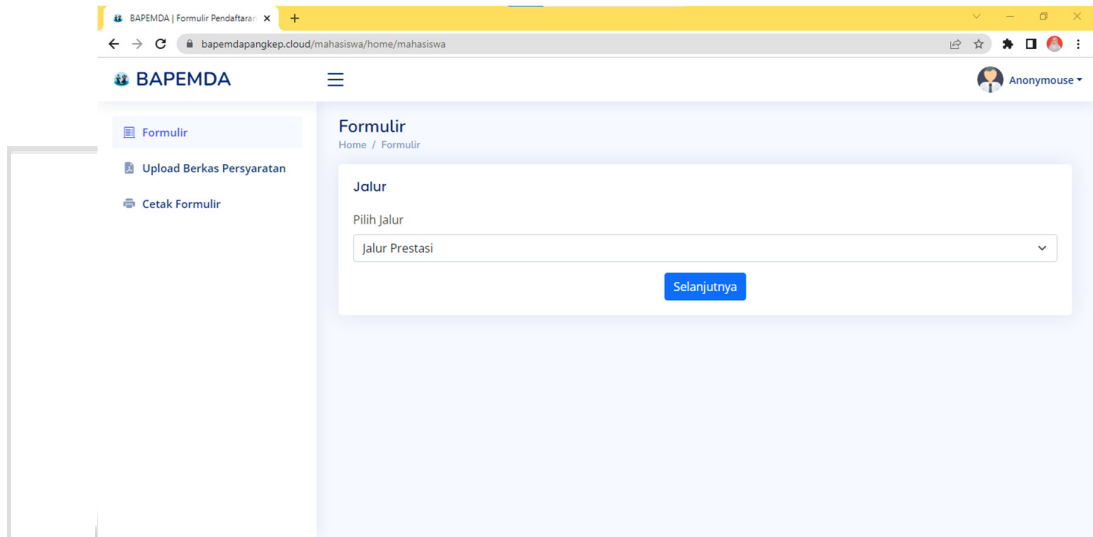 BAPEMDA | Formulir Pendaftaran
bapemdapangkep.cloud/mahasiswa/home/mahasiswa
BAPEMDA
Anonymouse
Formulir
Upload Berkas Persyaratan
Cetak Formulir
Formulir
Home / Formulir
Jalur
Pilih Jalur
Jalur Prestasi
Selanjutnya